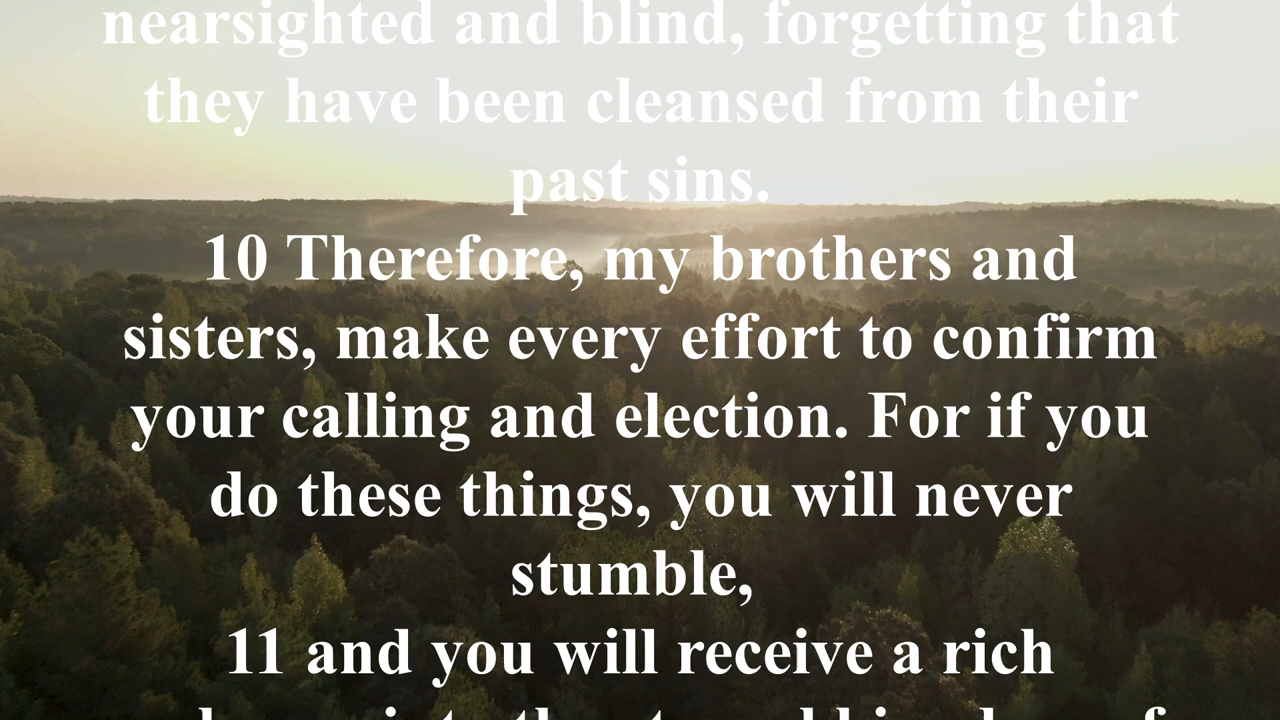 nearsighted and blind, forgetting that
they have been cleansed from their
past sins.
10 Therefore, my brothers and
sisters, make every effort to confirm
your calling and election. For if you
do these things, you will never
stumble,
11 and you will receive a rich